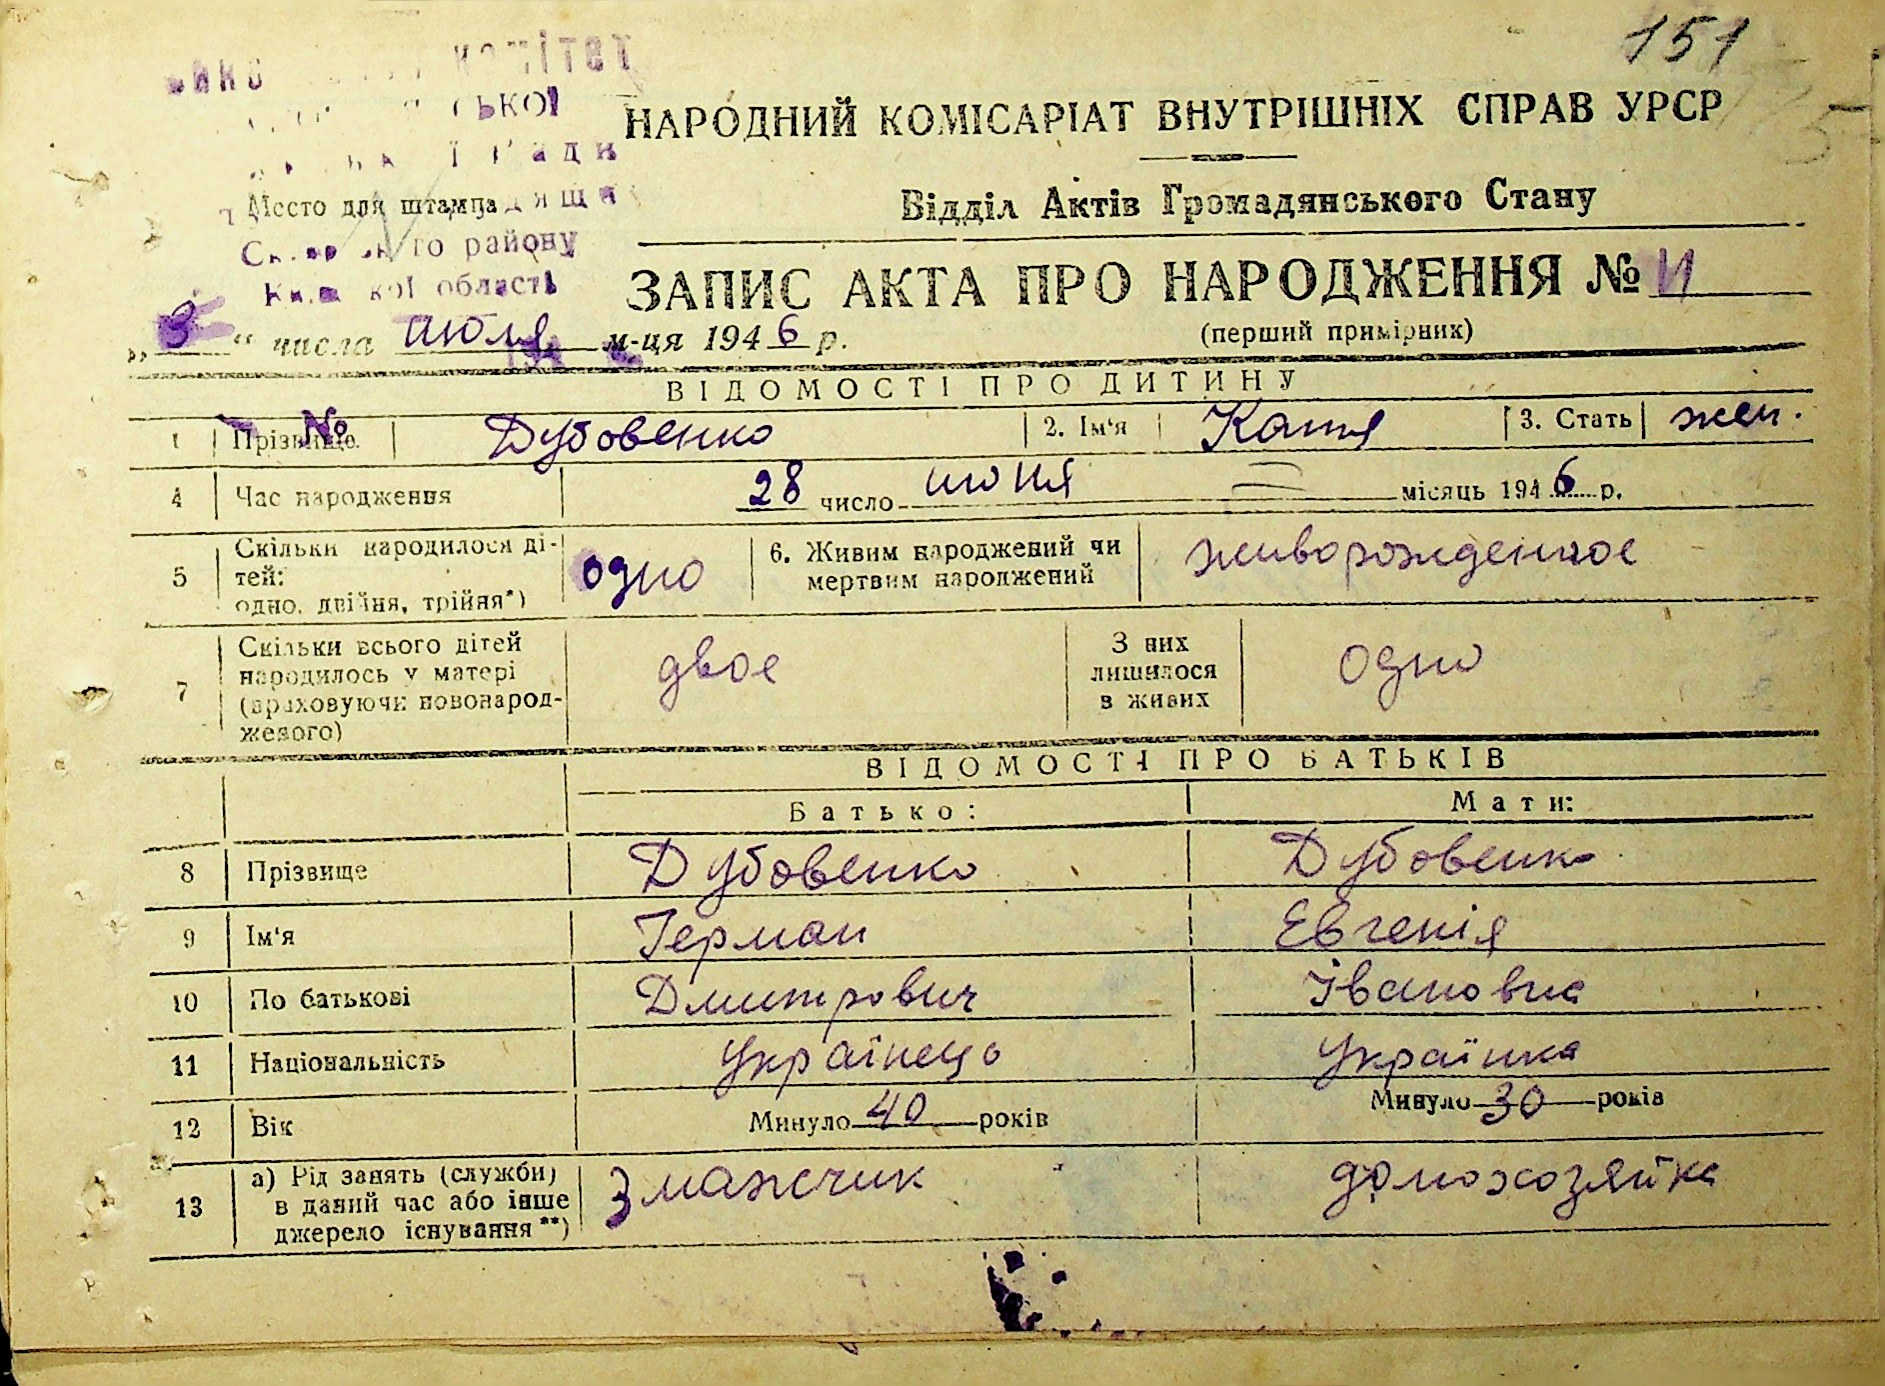 151
НАРОДНИЙ КОМІСАРІАТ ВНУТРІШНІХ СПРАВ УРСР
Відділ Актів Громадянського Стану
Место для штампа
району
області
ЗАПИС АКТА ПРО НАРОДЖЕННЯ №
(перший примірник)
„3“ числа июля м-ця 1946 р.
ВІДОМОСТІ ПРО ДИТИНУ
№
1 Прізвище Дубовенко 2. Ім‘я Катя 3. Стать жен.
4 Час народження 28 число июня місяць 1946 р.
5 Скільки народилося ді-
тей:
одно, двійня, трійня*) одно
6. Живим народжений чи
мертвим народжений живорожденное
7 Скільки всього дітей
народилось у матері
(враховуючи новонарод-
женого) двое
З них
лишилося
в живих одно
ВІДОМОСТІ ПРО БАТЬКІВ
Батько: Мати:
8 Прізвище Дубовенко Дубовенко
9 Ім‘я Герман Евгенія
10 По батькові Дмитрович Івановна
11 Національність Українець Українка
12 Вік Минуло 40 років Минуло 30 років
13 а) Рід занять (служби)
в даний час або інше
джерело існування**) домохозяйка